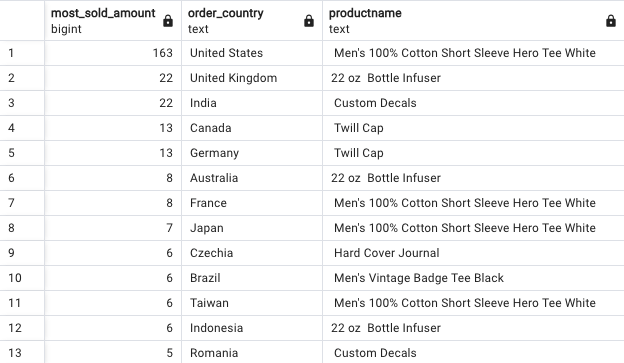 most_sold_amount order_country productname
bigint text text
1 163 United States Men's 100% Cotton Short Sleeve Hero Tee White
2 22 United Kingdom 22 oz  Bottle Infuser
3 22 India Custom Decals
4 13 Canada Twill Cap
5 13 Germany Twill Cap
6 8 Australia 22 oz  Bottle Infuser
7 8 France Men's 100% Cotton Short Sleeve Hero Tee White
8 7 Japan Men's 100% Cotton Short Sleeve Hero Tee White
9 6 Czechia Hard Cover Journal
10 6 Brazil Men's Vintage Badge Tee Black
11 6 Taiwan Men's 100% Cotton Short Sleeve Hero Tee White
12 6 Indonesia 22 oz  Bottle Infuser
13 5 Romania Custom Decals